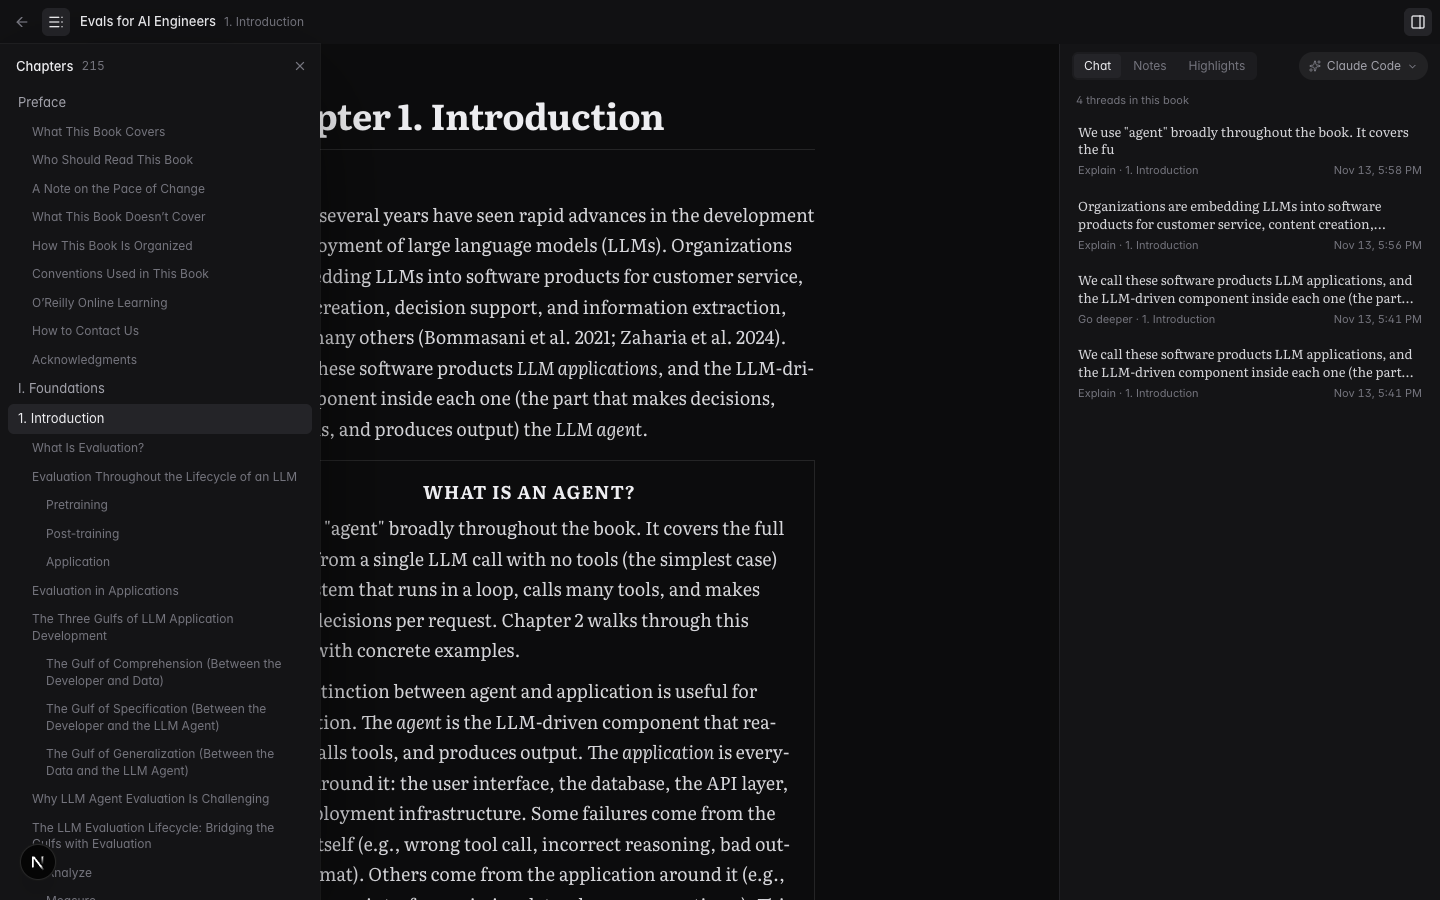 Evals for AI Engineers 1. Introduction
Chapters 215
Preface
What This Book Covers
Who Should Read This Book
A Note on the Pace of Change
What This Book Doesn't Cover
How This Book Is Organized
Conventions Used in This Book
O'Reilly Online Learning
How to Contact Us
Acknowledgments
I. Foundations
1. Introduction
What Is Evaluation?
Evaluation Throughout the Lifecycle of an LLM
Pretraining
Post-training
Application
Evaluation in Applications
The Three Gulfs of LLM Application
Development
The Gulf of Comprehension (Between the
Developer and Data)
The Gulf of Specification (Between the
Developer and the LLM Agent)
The Gulf of Generalization (Between the
Data and the LLM Agent)
Why LLM Agent Evaluation Is Challenging
The LLM Evaluation Lifecycle: Bridging the
Gulfs with Evaluation
N
nalyze
pter 1. Introduction
several years have seen rapid advances in the development
oyment of large language models (LLMs). Organizations
dding LLMs into software products for customer service,
creation, decision support, and information extraction,
any others (Bommasani et al. 2021; Zaharia et al. 2024).
hese software products LLM applications, and the LLM-dri-
ponent inside each one (the part that makes decisions,
s, and produces output) the LLM agent.
WHAT IS AN AGENT?
"agent" broadly throughout the book. It covers the full
from a single LLM call with no tools (the simplest case)
stem that runs in a loop, calls many tools, and makes
decisions per request. Chapter 2 walks through this
with concrete examples.
tinction between agent and application is useful for
tion. The agent is the LLM-driven component that rea-
alls tools, and produces output. The application is every-
round it: the user interface, the database, the API layer,
ployment infrastructure. Some failures come from the
tself (e.g., wrong tool call, incorrect reasoning, bad out-
mat). Others come from the application around it (e.g.,
Chat Notes Highlights Claude Code
4 threads in this book
We use "agent" broadly throughout the book. It covers
the fu
Explain · 1. Introduction Nov 13, 5:58 PM
Organizations are embedding LLMs into software
products for customer service, content creation,...
Explain · 1. Introduction Nov 13, 5:56 PM
We call these software products LLM applications, and
the LLM-driven component inside each one (the part...
Go deeper · 1. Introduction Nov 13, 5:41 PM
We call these software products LLM applications, and
the LLM-driven component inside each one (the part...
Explain · 1. Introduction Nov 13, 5:41 PM